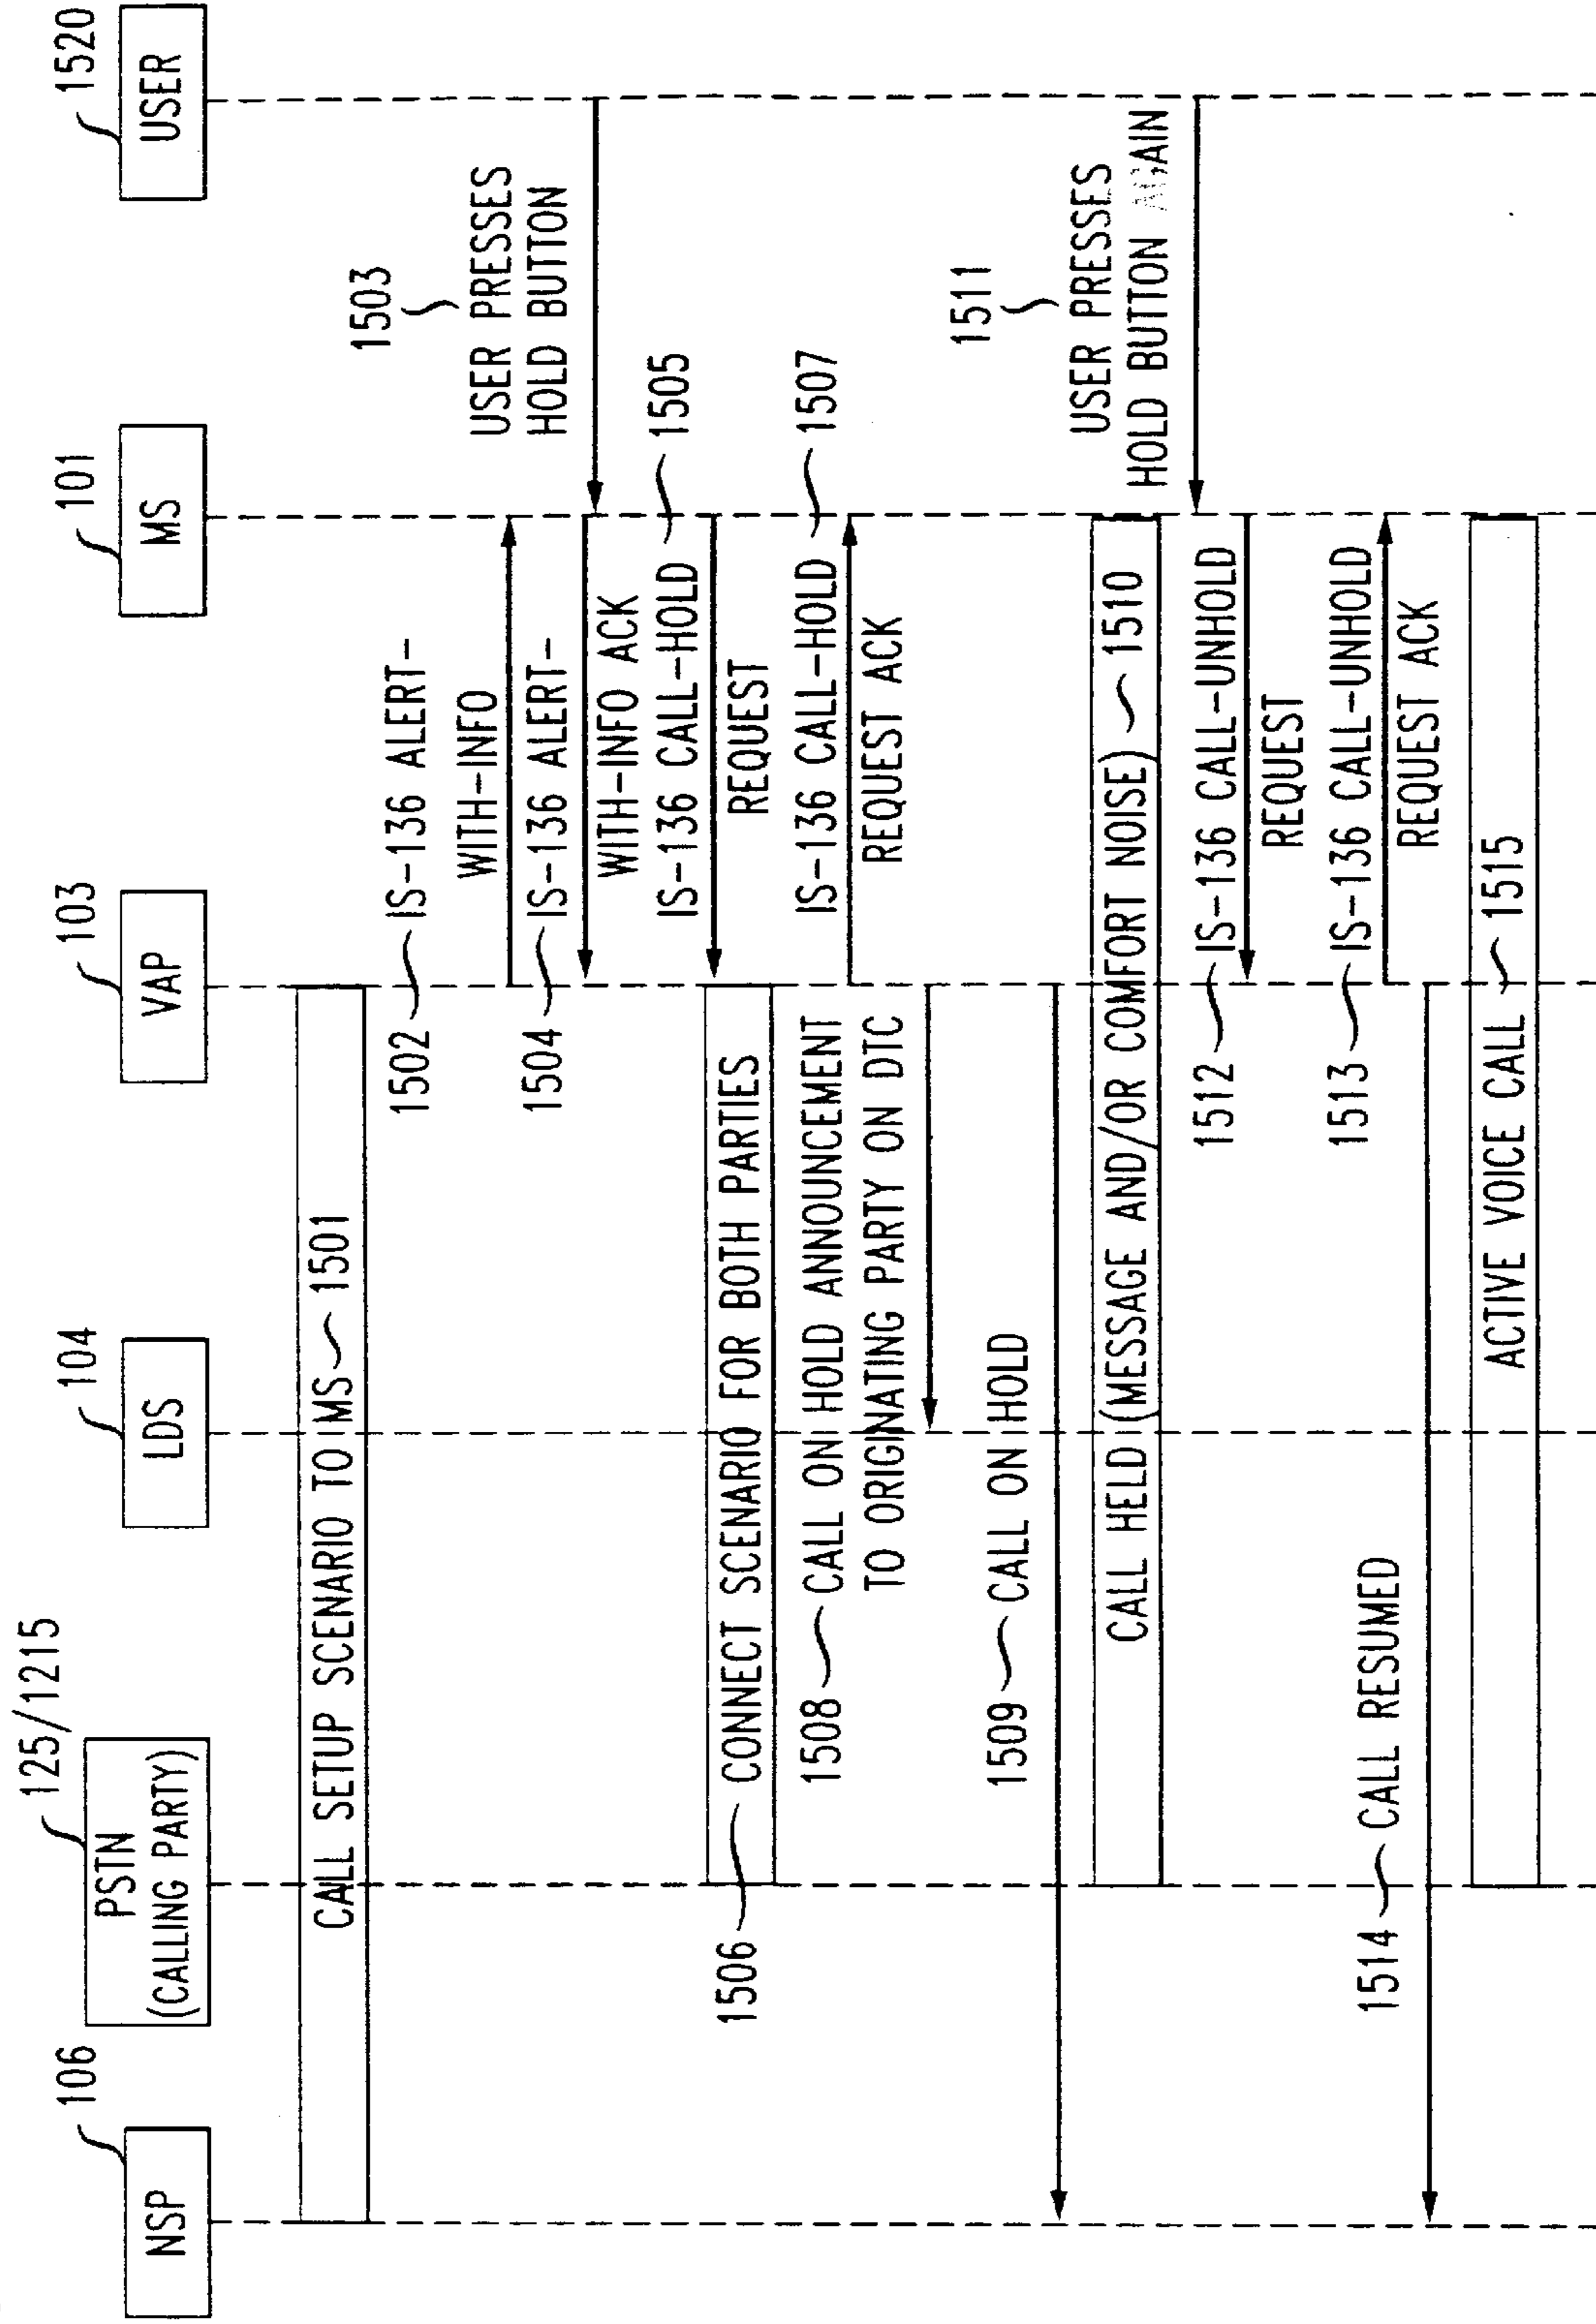 106
NSP
125/1215
PSTN
(CALLING PARTY)
104
LDS
103
VAP
101
MS
1520
USER
CALL SETUP SCENARIO TO MS 1501
1502 IS-136 ALERT-
WITH-INFO
1503
USER PRESSES
HOLD BUTTON
1504 IS-136 ALERT-
WITH-INFO ACK
IS-136 CALL-HOLD 1505
REQUEST
1506 CONNECT SCENARIO FOR BOTH PARTIES
IS-136 CALL-HOLD 1507
REQUEST ACK
1508 CALL ON HOLD ANNOUNCEMENT
TO ORIGINATING PARTY ON DTC
1509 CALL ON HOLD
CALL HELD (MESSAGE AND/OR COMFORT NOISE) 1510
1511
USER PRESSES
HOLD BUTTON AGAIN
1512 IS-136 CALL-UNHOLD
REQUEST
1513 IS-136 CALL-UNHOLD
REQUEST ACK
1514 CALL RESUMED
ACTIVE VOICE CALL 1515